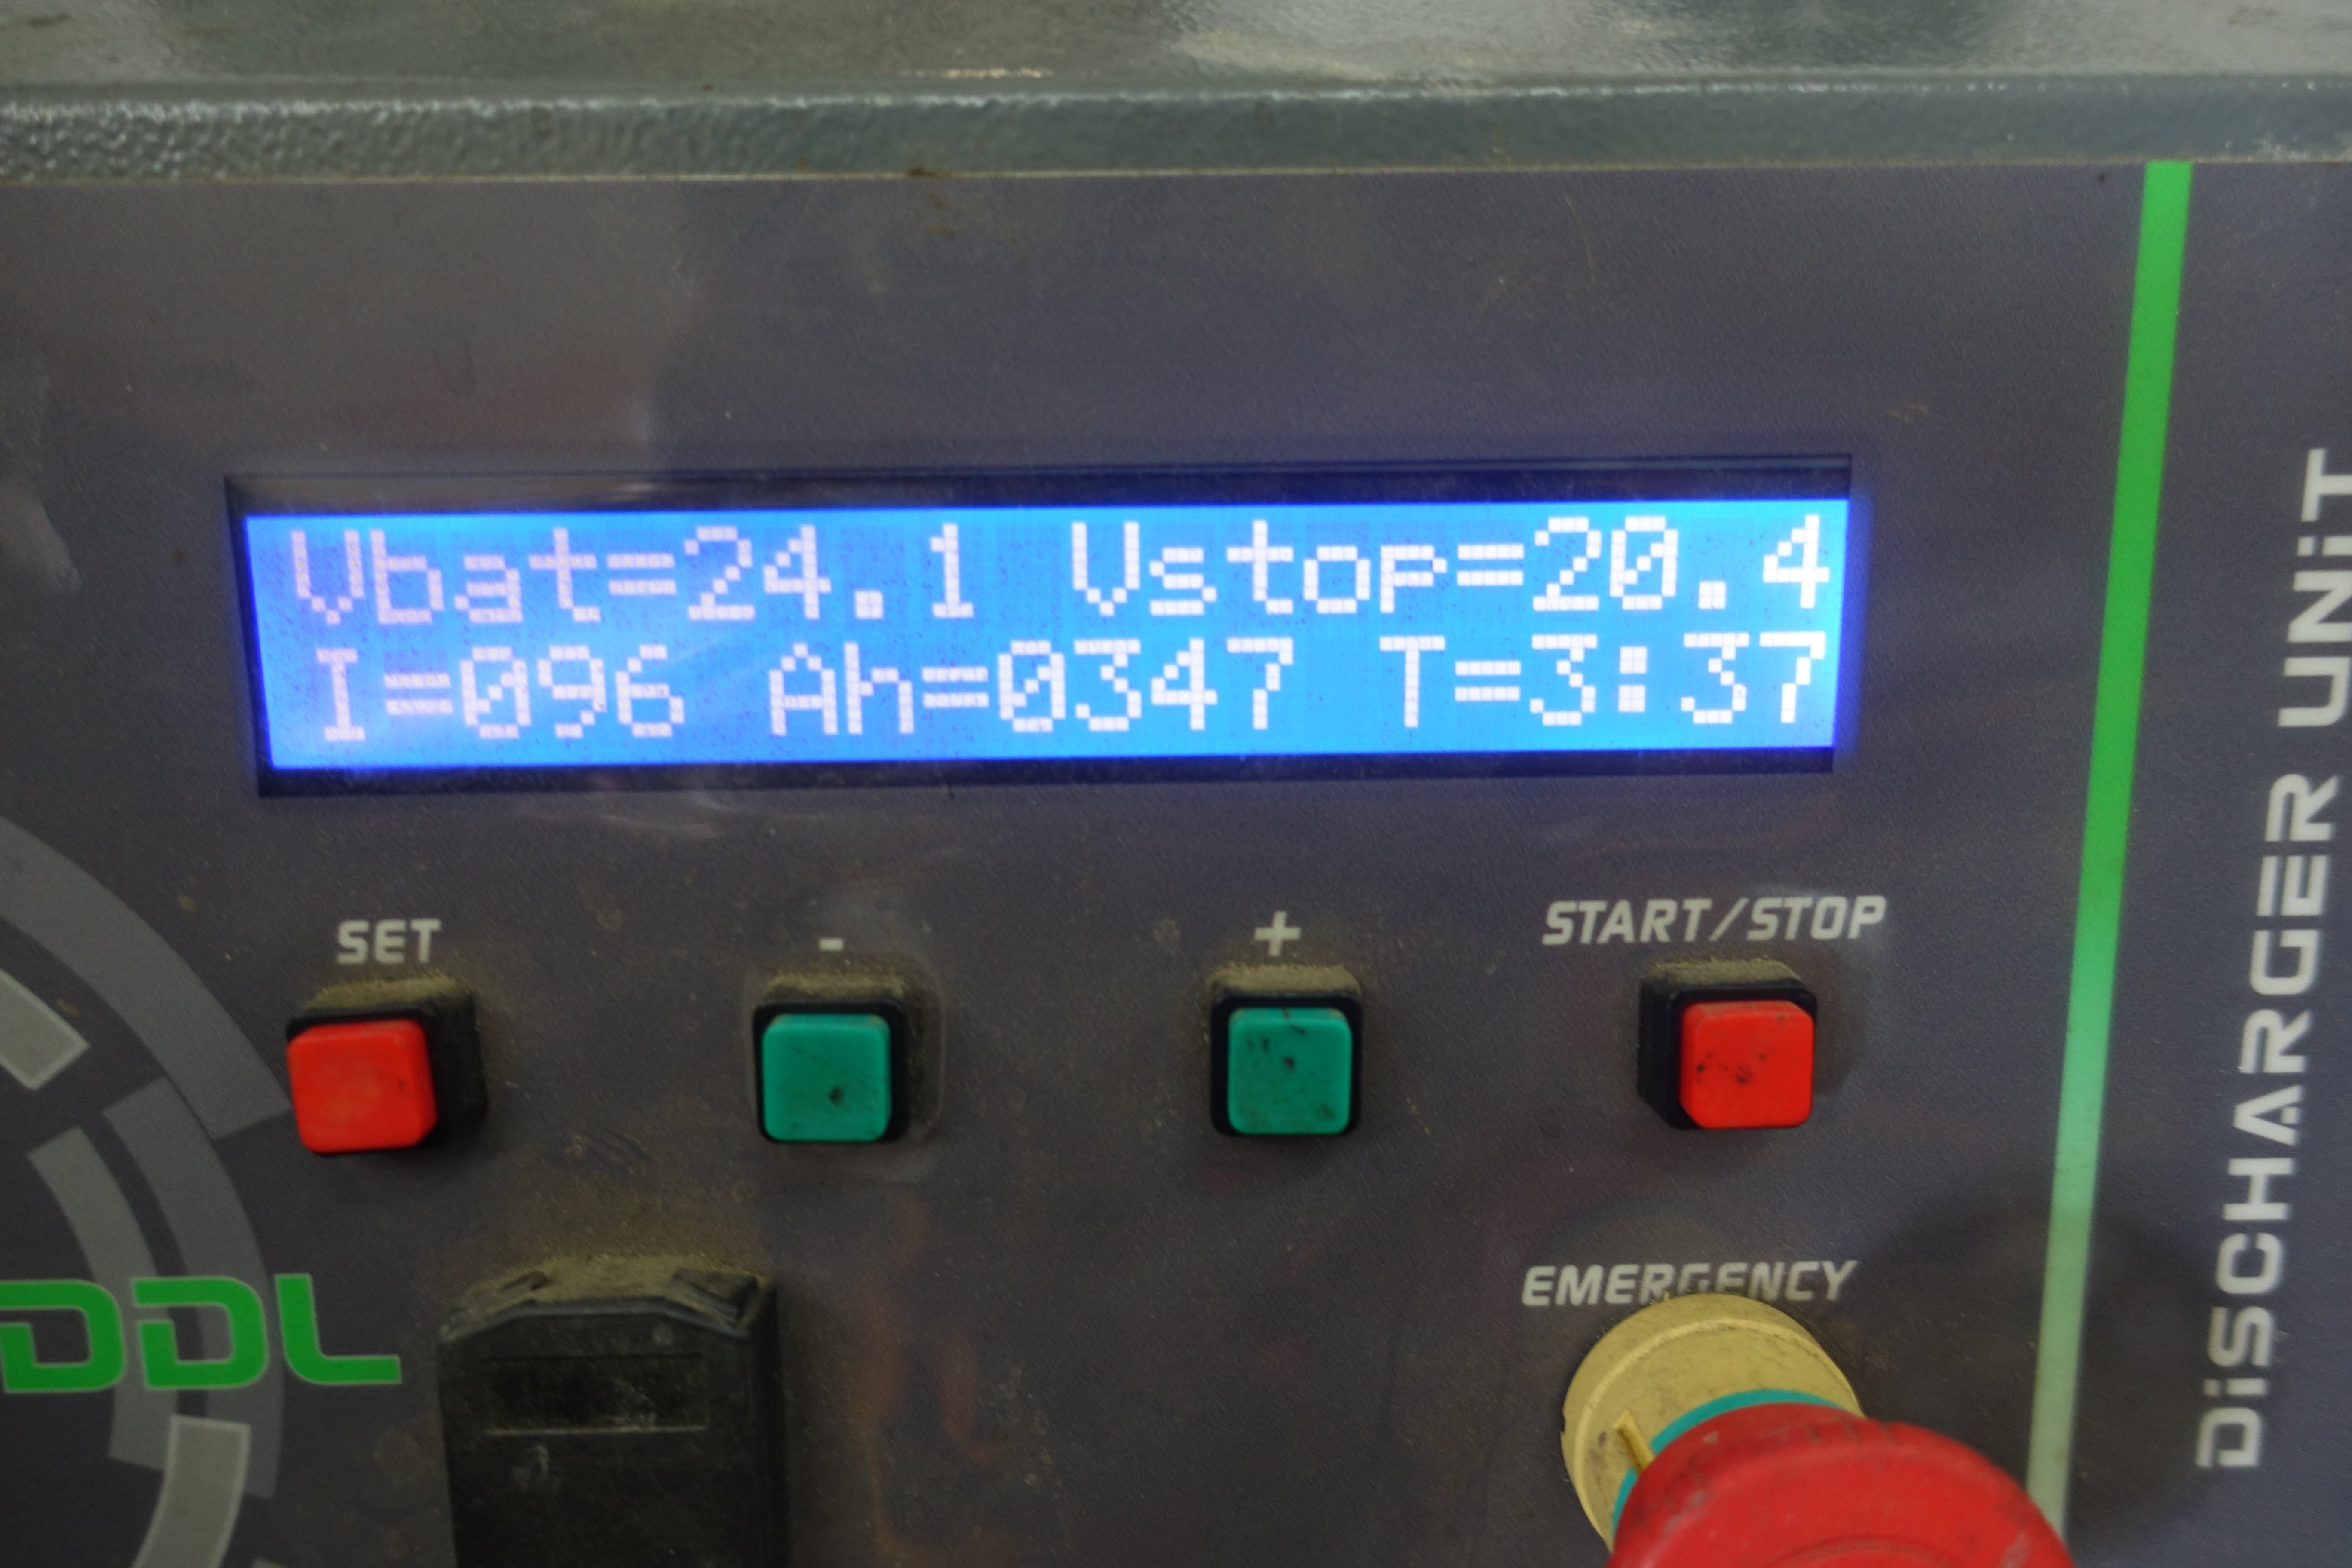 Vbat=24.1 Vstop=20.4
I=096 Ah=0347 T=3:37
SET
-
+
START/STOP
EMERGENCY
DDL
DiSCHARGER UNiT